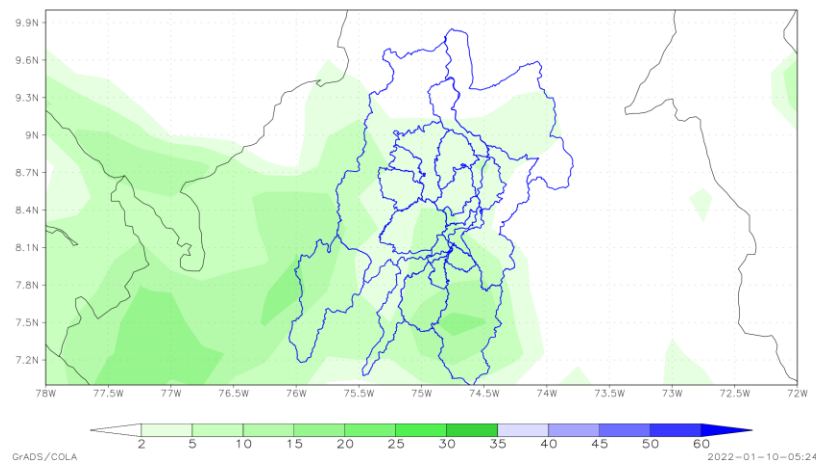 9.9N
9.6N
9.3N
9N
8.7N
8.4N
8.1N
7.8N
7.5N
7.2N
78W 77.5W 77W 76.5W 76W 75.5W 75W 74.5W 74W 73.5W 73W 72.5W 72W
2 5 10 15 20 25 30 35 40 45 50 60
GrADS/COLA 2022-01-10-05:24